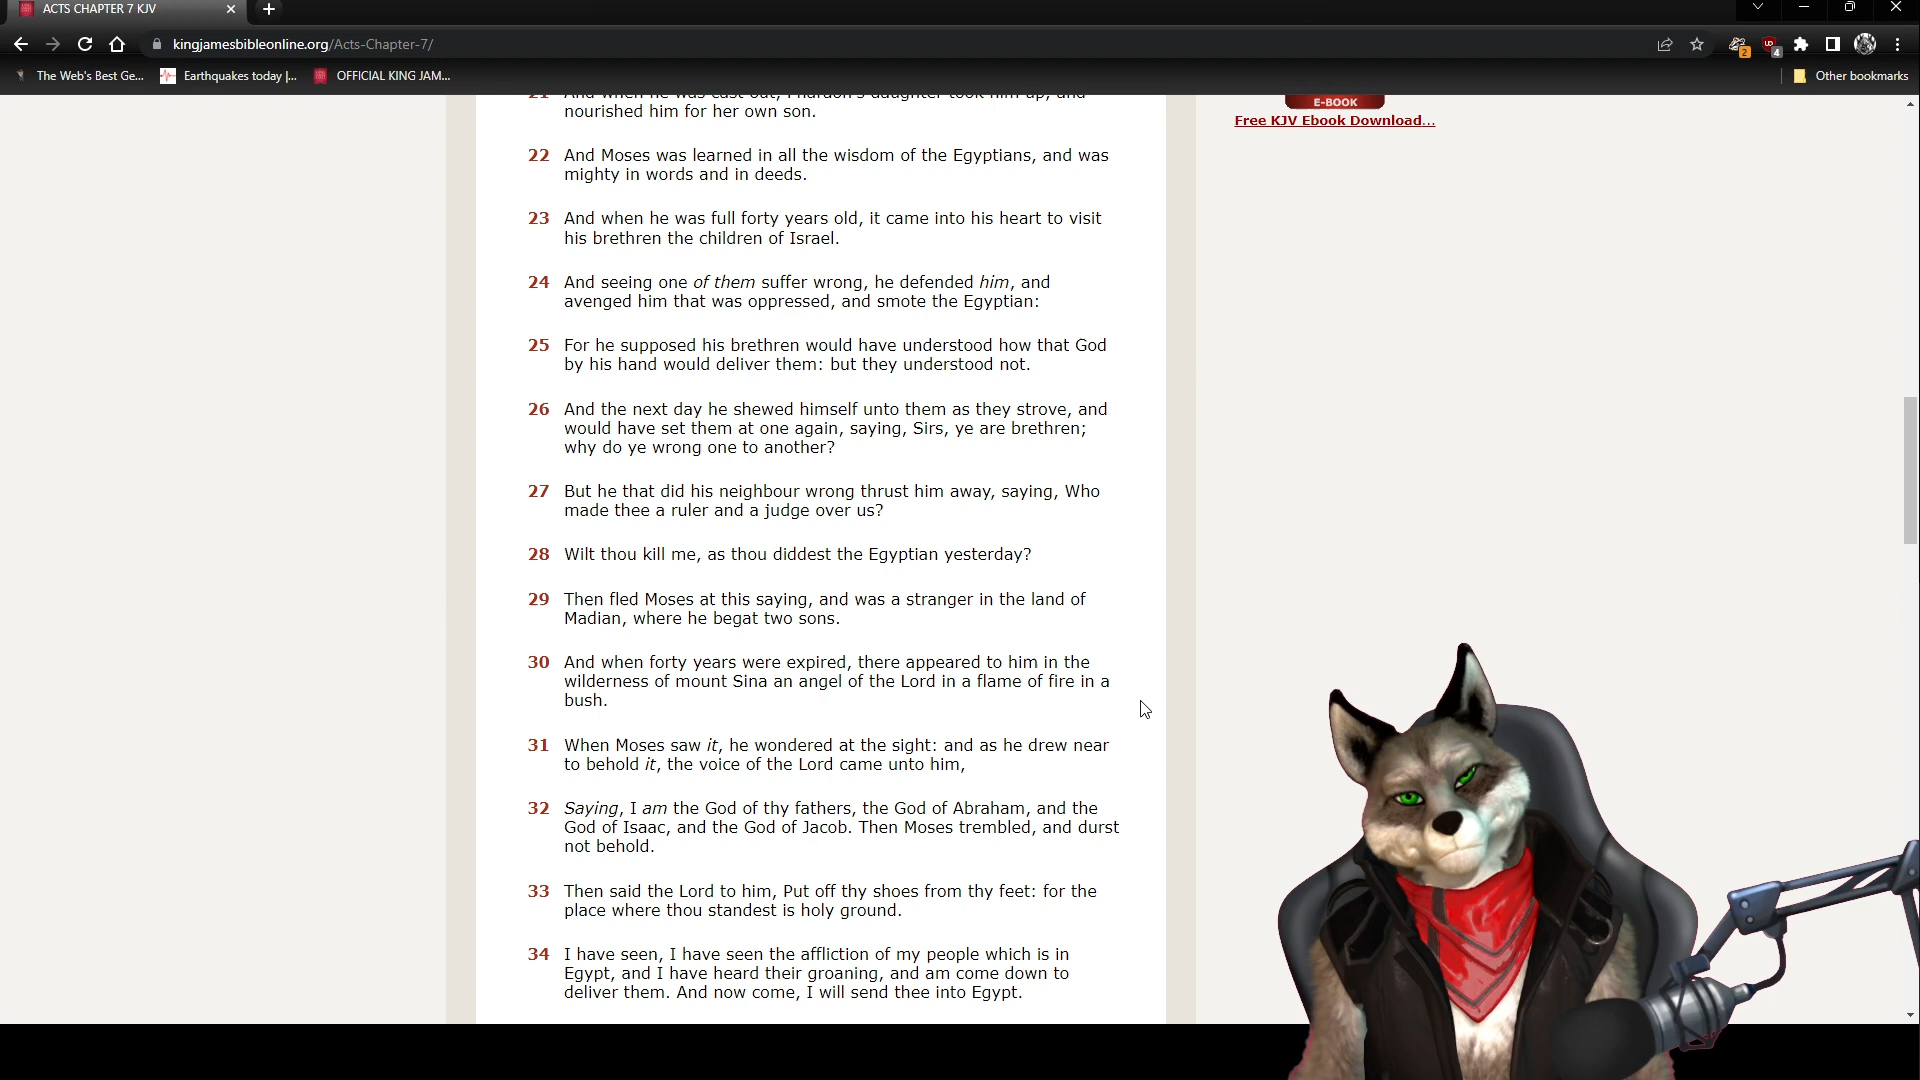 ACTS CHAPTER 7 KJV
kingjamesbibleonline.org/Acts-Chapter-7/
2
4
The Web's Best Ge...
Earthquakes today |...
OFFICIAL KING JAM...
Other bookmarks
21 And when he was cast out, Pharaoh's daughter took him up, and
nourished him for her own son.
22 And Moses was learned in all the wisdom of the Egyptians, and was
mighty in words and in deeds.
23 And when he was full forty years old, it came into his heart to visit
his brethren the children of Israel.
24 And seeing one of them suffer wrong, he defended him, and
avenged him that was oppressed, and smote the Egyptian:
25 For he supposed his brethren would have understood how that God
by his hand would deliver them: but they understood not.
26 And the next day he shewed himself unto them as they strove, and
would have set them at one again, saying, Sirs, ye are brethren;
why do ye wrong one to another?
27 But he that did his neighbour wrong thrust him away, saying, Who
made thee a ruler and a judge over us?
28 Wilt thou kill me, as thou diddest the Egyptian yesterday?
29 Then fled Moses at this saying, and was a stranger in the land of
Madian, where he begat two sons.
30 And when forty years were expired, there appeared to him in the
wilderness of mount Sina an angel of the Lord in a flame of fire in a
bush.
31 When Moses saw it, he wondered at the sight: and as he drew near
to behold it, the voice of the Lord came unto him,
32 Saying, I am the God of thy fathers, the God of Abraham, and the
God of Isaac, and the God of Jacob. Then Moses trembled, and durst
not behold.
33 Then said the Lord to him, Put off thy shoes from thy feet: for the
place where thou standest is holy ground.
34 I have seen, I have seen the affliction of my people which is in
Egypt, and I have heard their groaning, and am come down to
deliver them. And now come, I will send thee into Egypt.
E-BOOK
Free KJV Ebook Download...